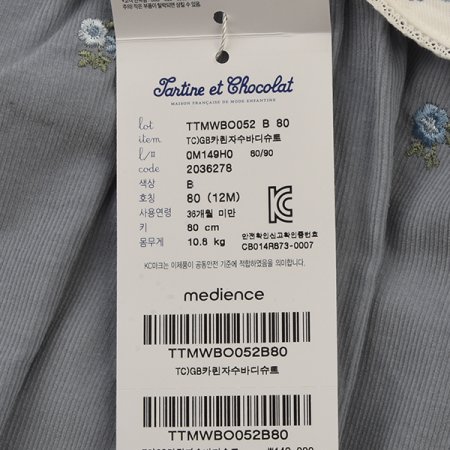 Tartine et Chocolat
MAISON FRANÇAISE DE MODE ENFANTINE
lot TTMWBO052 B 80
item TC)GB카린자수바디슈트
l/# 0M149H0 80/90
code 2036278
색상 B
호칭 80 (12M)
사용연령 36개월 미만
키 80 cm
몸무게 10.8 kg
안전확인신고확인증번호
CB014R873-0007
KC마크는 이제품이 공통안전 기준에 적합하였음을 의미합니다.
medience
TTMWBO052B80
TC)GB카린자수바디슈트
TTMWBO052B80